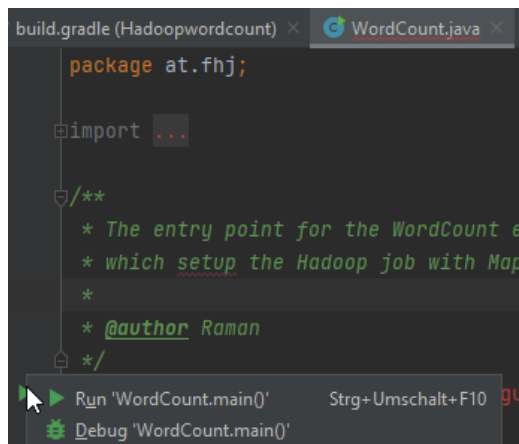 build.gradle (Hadoopwordcount) WordCount.java
package at.fhj;
import ...
/**
* The entry point for the WordCount e
* which setup the Hadoop job with Map
*
* @author Raman
*/
Run 'WordCount.main()' Strg+Umschalt+F10 gu
Debug 'WordCount.main()'